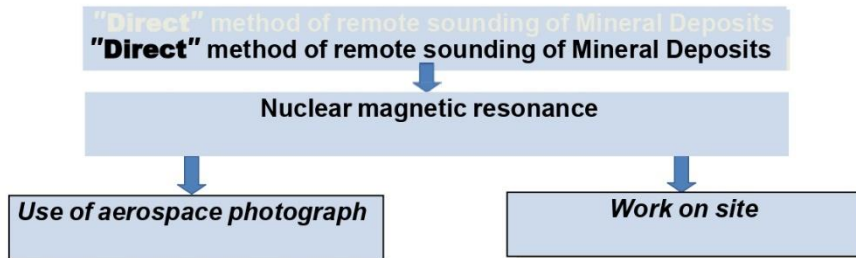 "Direct" method of remote sounding of Mineral Deposits
"Direct" method of remote sounding of Mineral Deposits
Nuclear magnetic resonance
Use of aerospace photograph
Work on site